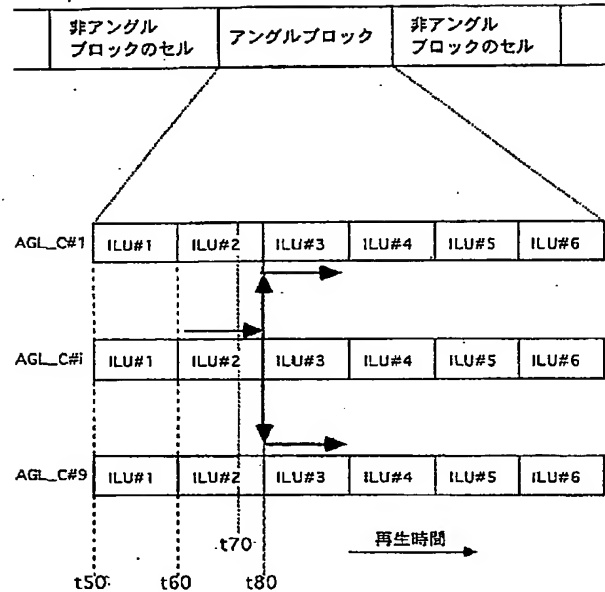 非アングル
ブロックのセル
アングルブロック
非アングル
ブロックのセル
AGL_C#1 ILU#1 ILU#2 ILU#3 ILU#4 ILU#5 ILU#6
AGL_C#i ILU#1 ILU#2 ILU#3 ILU#4 ILU#5 ILU#6
AGL_C#9 ILU#1 ILU#2 ILU#3 ILU#4 ILU#5 ILU#6
t70
再生時間
t50 t60 t80